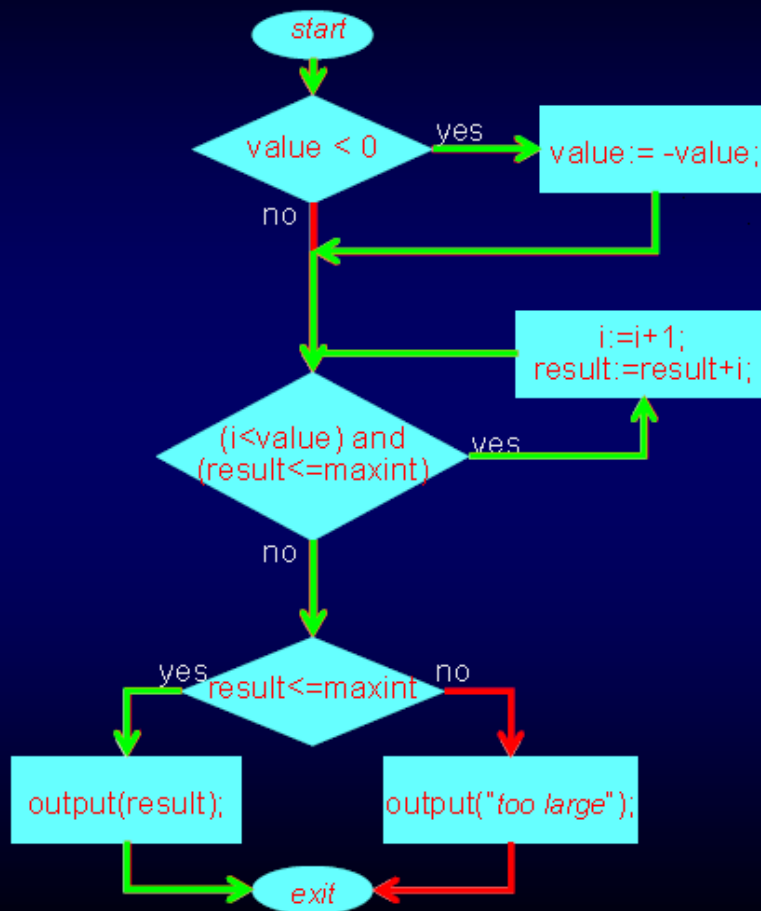 start
value < 0
yes
value:= -value;
no
i:=i+1;
result:=result+i;
(i<value) and
(result<=maxint)
yes
no
yes
result<=maxint
no
output(result);
output("too large");
exit